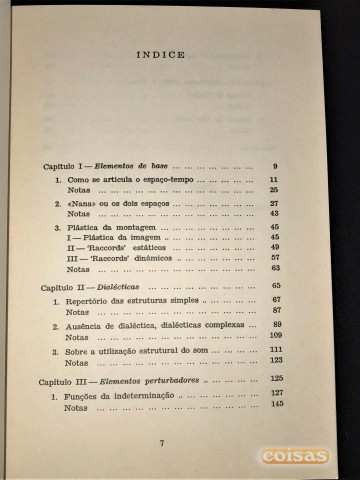 INDICE
Capítulo I — Elementos de base ... ... ... ... ... ... ... 9
1. Como se articula o espaço-tempo ... ... ... ... ... 11
Notas ... ... ... ... ... ... ... ... ... ... 25
2. «Nana» ou os dois espaços ... ... ... ... ... ... 27
Notas ... ... ... ... ... ... ... ... ... ... 43
3. Plástica da montagem ... ... ... ... ... ... ... 45
I — Plástica da imagem .. ... ... ... ... ... ... 45
II — 'Raccords' estáticos ... ... ... ... ... ... 49
III — 'Raccords' dinâmicos ... ... ... ... ... ... 57
Notas ... ... ... ... ... ... ... ... ... ... 63
Capítulo II — Dialécticas ... ... ... ... ... ... ... ... 65
1. Repertório das estruturas simples .. ... ... ... ... 67
Notas ... ... ... ... ... ... ... ... ... ... 87
2. Ausência de dialéctica, dialécticas complexas ... ... 89
Notas ... ... ... ... ... ... ... ... ... ... 109
3. Sobre a utilização estrutural do som ... ... ... ... 111
Notas ... ... ... ... ... ... ... ... ... ... 123
Capítulo III — Elementos perturbadores .. ... ... ... ... 125
1. Funções da indeterminação .. ... ... ... ... ... 127
Notas ... ... ... ... ... ... ... ... ... ... 145
7
coisas